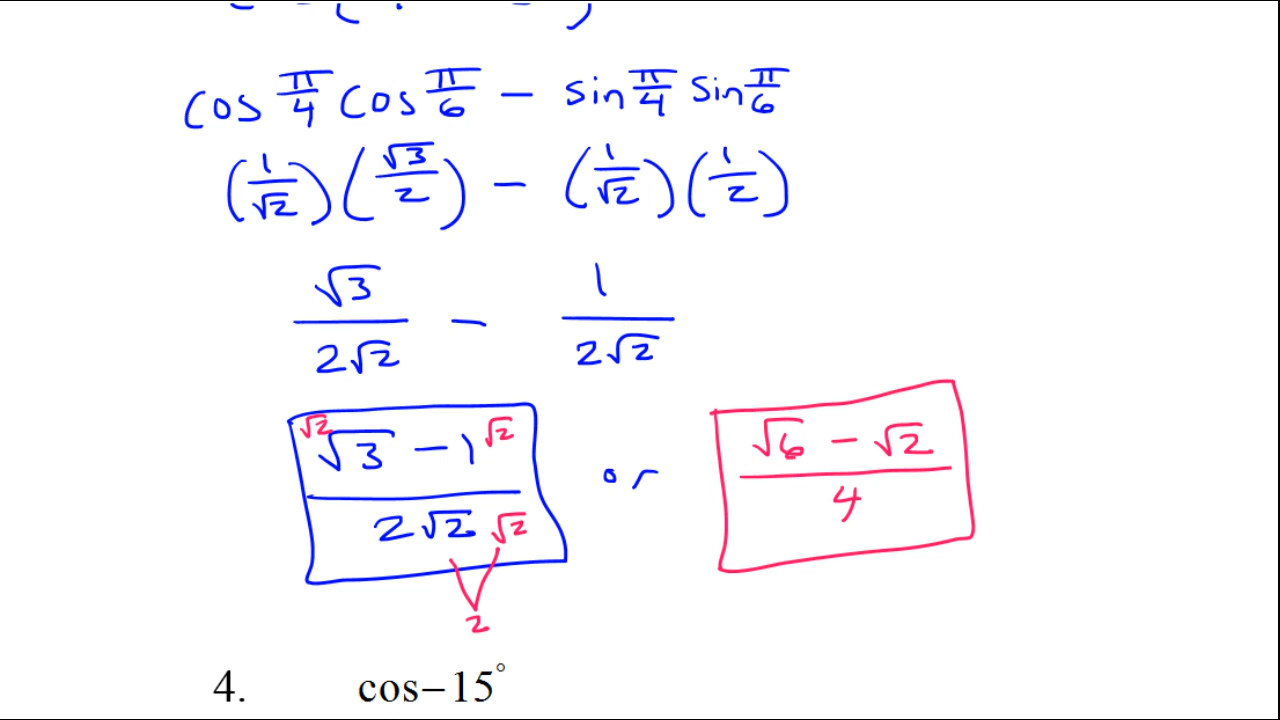 cos π/4 cos π/6 − sin π/4 sin π/6
(1/√2)(√3/2) − (1/√2)(1/2)
√3/2√2 − 1/2√2
√2 √3 − 1 √2 / 2√2 √2 or √6 − √2 / 4
2
4. cos−15°